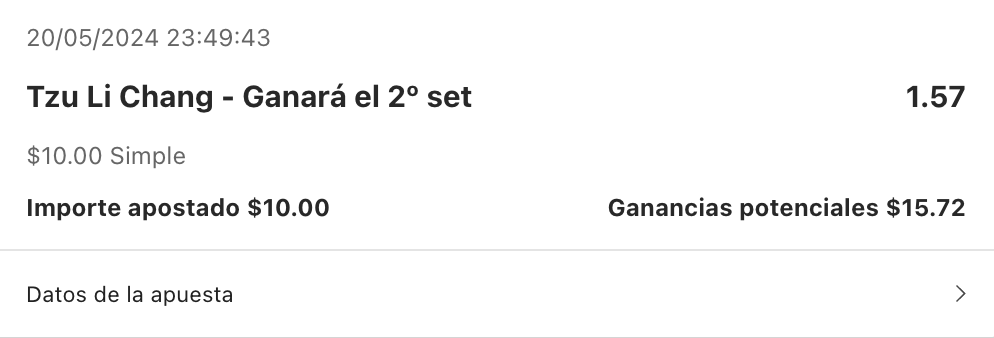 20/05/2024 23:49:43
Tzu Li Chang - Ganará el 2º set 1.57
$10.00 Simple
Importe apostado $10.00 Ganancias potenciales $15.72
Datos de la apuesta